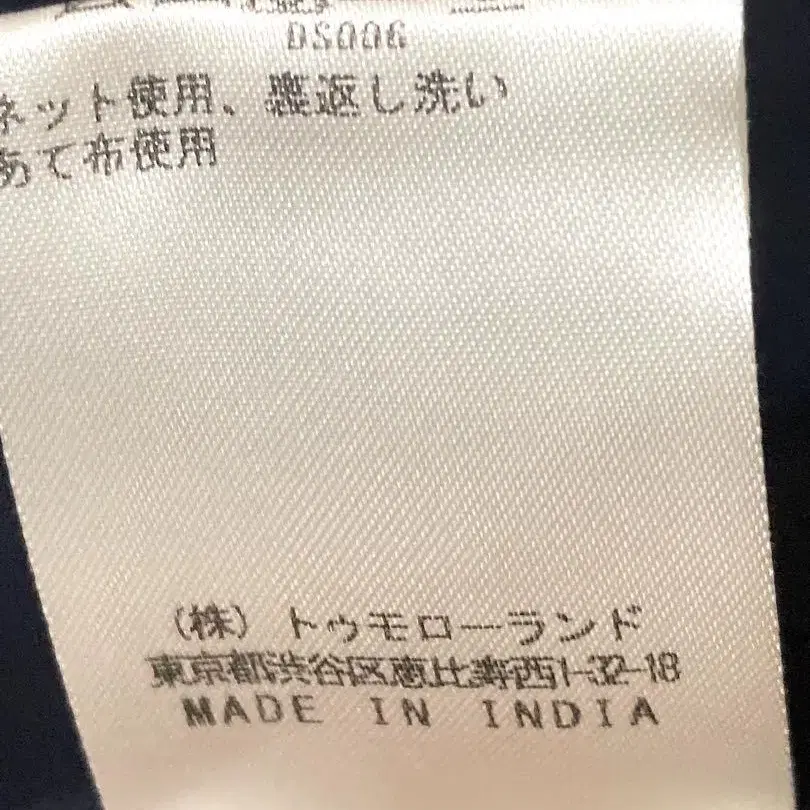 DS006
ネット使用、裏返し洗い
あて布使用
(株) トゥモローランド
東京都渋谷区恵比寿西1-32-18
MADE IN INDIA